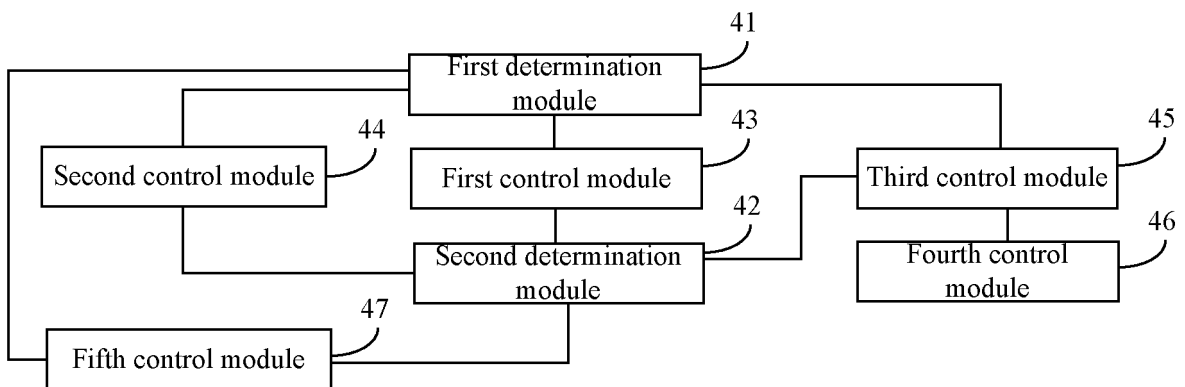 41
First determination
module
44
43
45
Second control module
First control module
Third control module
42
46
Second determination
module
Fourth control
module
47
Fifth control module